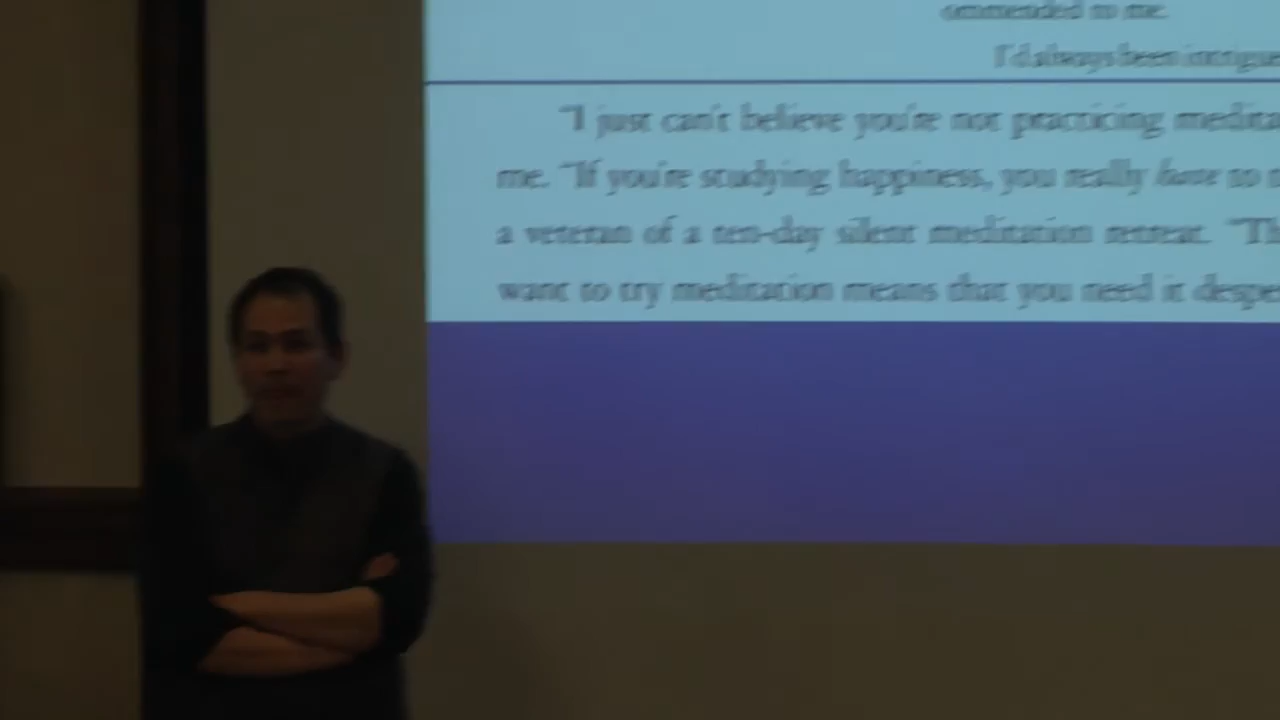 ommended to me.
I'd always been intrigue
"I just can't believe you're not practicing medita
me. "If you're studying happiness, you really have to
a veteran of a ten-day silent meditation retreat. "Th
want to try meditation means that you need it despe